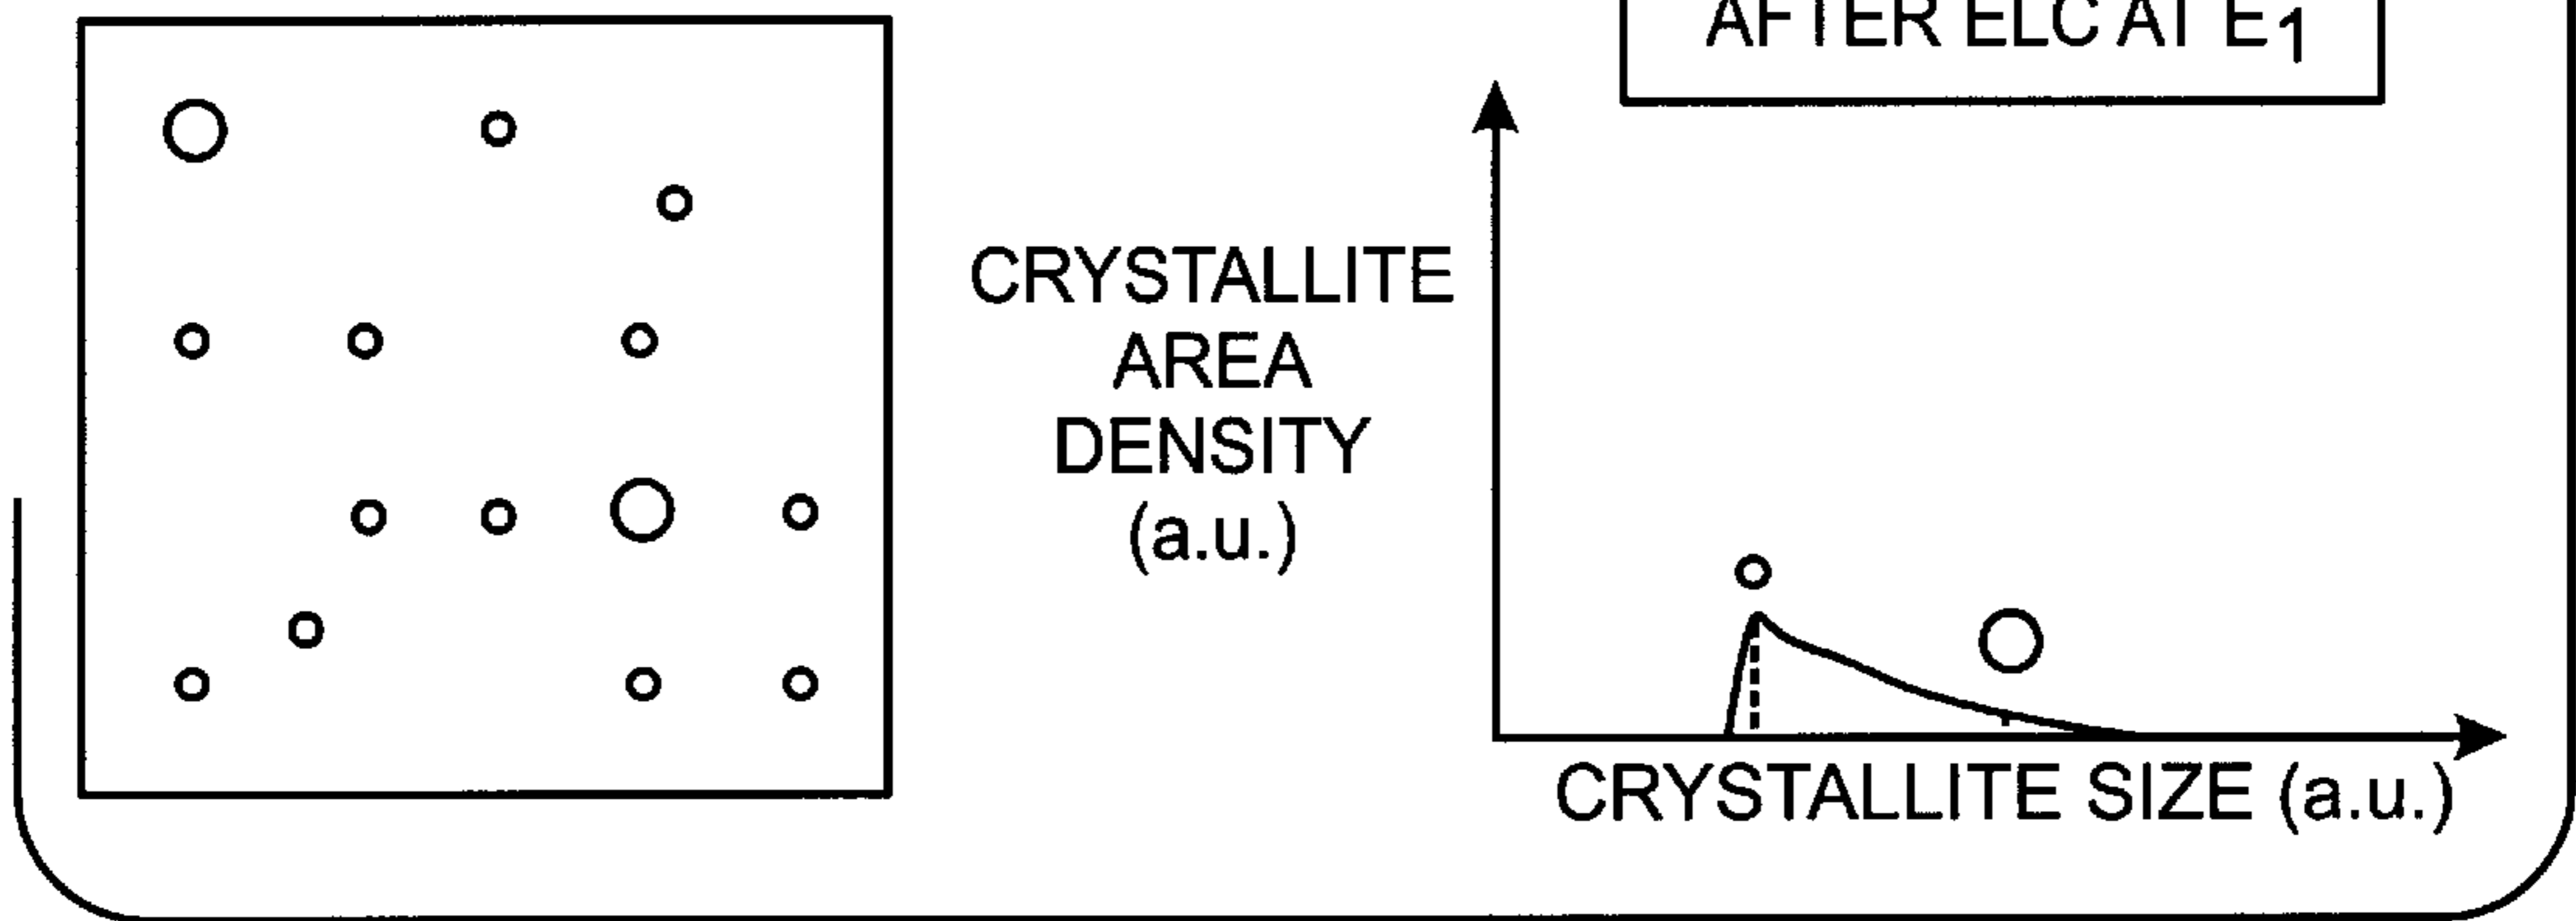 AFTER ELC AT E1
CRYSTALLITE
AREA
DENSITY
(a.u.)
CRYSTALLITE SIZE (a.u.)